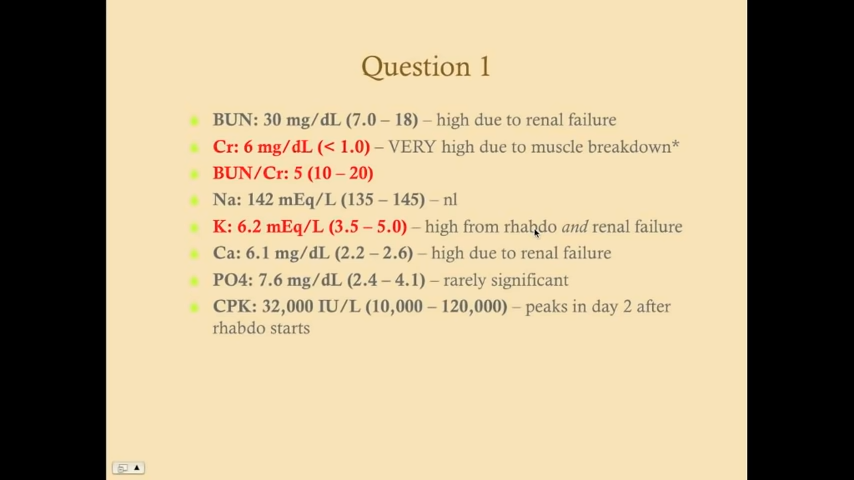 Question 1
BUN: 30 mg/dL (7.0 – 18) – high due to renal failure
Cr: 6 mg/dL (< 1.0) – VERY high due to muscle breakdown*
BUN/Cr: 5 (10 – 20)
Na: 142 mEq/L (135 – 145) – nl
K: 6.2 mEq/L (3.5 – 5.0) – high from rhabdo and renal failure
Ca: 6.1 mg/dL (2.2 – 2.6) – high due to renal failure
PO4: 7.6 mg/dL (2.4 – 4.1) – rarely significant
CPK: 32,000 IU/L (10,000 – 120,000) – peaks in day 2 after
rhabdo starts